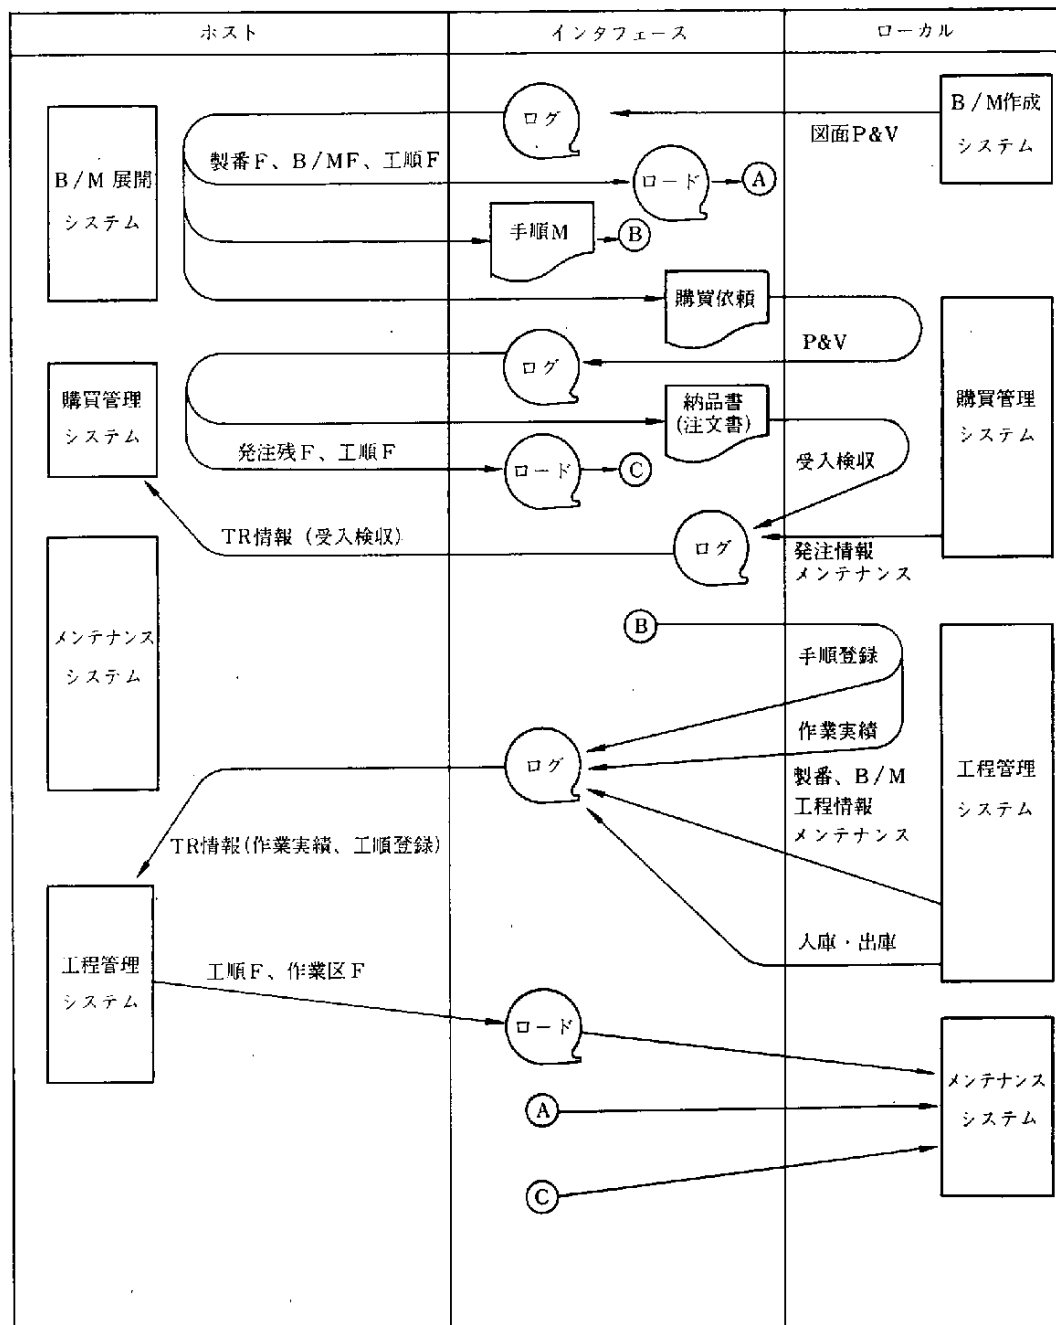 ホスト
インタフェース
ローカル
B/M作成
システム
ログ
図面P&V
B/M展開
システム
製番F、B/MF、工順F
ロード
A
手順M
B
購買依頼
P&V
ログ
購買管理
システム
納品書
(注文書)
発注残F、工順F
ロード
C
受入検収
購買管理
システム
TR情報(受入検収)
ログ
発注情報
メンテナンス
メンテナンス
システム
B
手順登録
作業実績
ログ
製番、B/M
工程情報
メンテナンス
工程管理
システム
TR情報(作業実績、工順登録)
入庫・出庫
工程管理
システム
工順F、作業区F
ロード
メンテナンス
システム
A
C